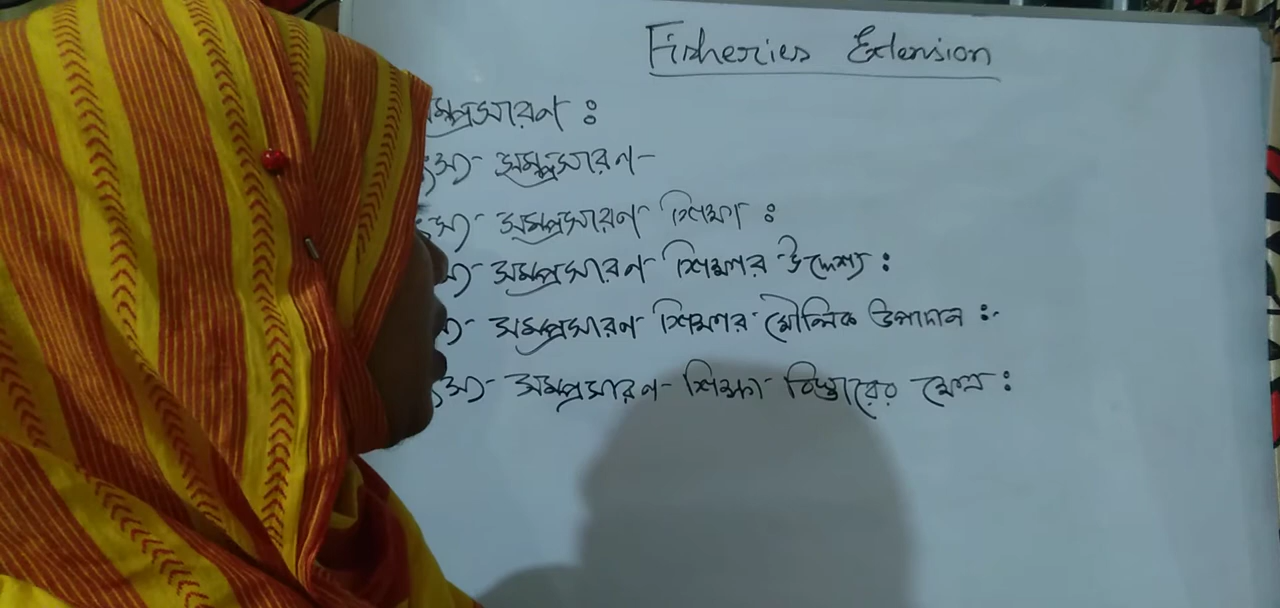 Fisheries Extension
সম্প্রসারণ :
সম্প্রসারণ-
সম্প্রসারণ শিক্ষা :
সম্প্রসারণ শিক্ষার উদ্দেশ্য :
সম্প্রসারণ শিক্ষার মৌলিক উপাদান :-
সম্প্রসারণ- শিক্ষা বিস্তারের ক্ষেত্র :